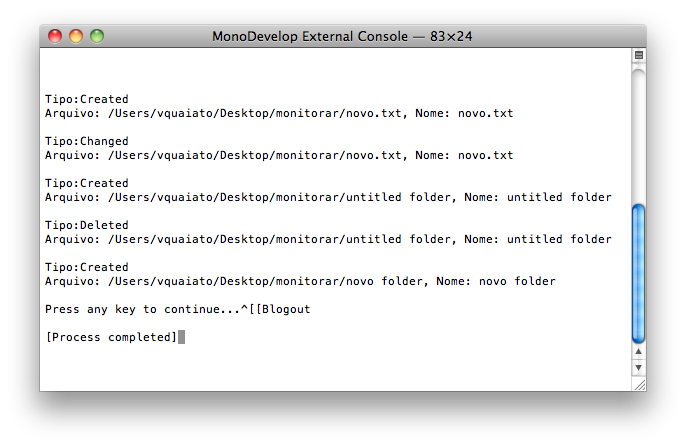 MonoDevelop External Console — 83×24
Tipo:Created
Arquivo: /Users/vquaiato/Desktop/monitorar/novo.txt, Nome: novo.txt
Tipo:Changed
Arquivo: /Users/vquaiato/Desktop/monitorar/novo.txt, Nome: novo.txt
Tipo:Created
Arquivo: /Users/vquaiato/Desktop/monitorar/untitled folder, Nome: untitled folder
Tipo:Deleted
Arquivo: /Users/vquaiato/Desktop/monitorar/untitled folder, Nome: untitled folder
Tipo:Created
Arquivo: /Users/vquaiato/Desktop/monitorar/novo folder, Nome: novo folder
Press any key to continue...^[[Blogout
[Process completed]